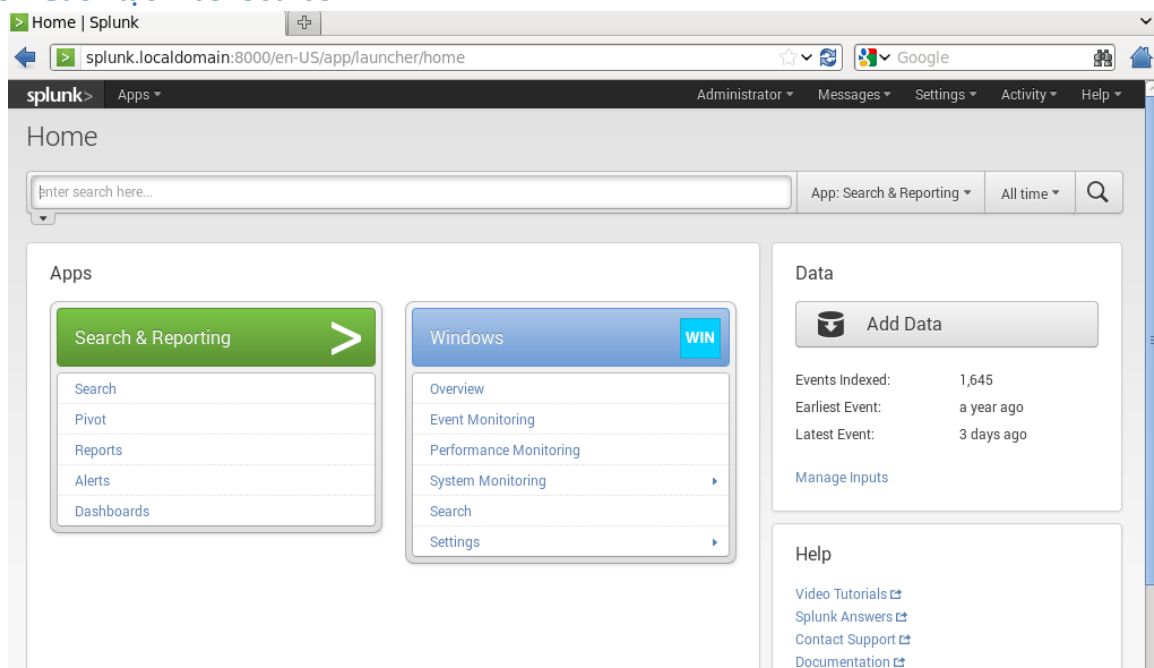 Home | Splunk
splunk.localdomain:8000/en-US/app/launcher/home
Google
splunk> Apps Administrator Messages Settings Activity Help
Home
enter search here...
App: Search & Reporting All time
Apps
Search & Reporting >
Search
Pivot
Reports
Alerts
Dashboards
Windows WIN
Overview
Event Monitoring
Performance Monitoring
System Monitoring
Search
Settings
Data
Add Data
Events Indexed: 1,645
Earliest Event: a year ago
Latest Event: 3 days ago
Manage Inputs
Help
Video Tutorials
Splunk Answers
Contact Support
Documentation